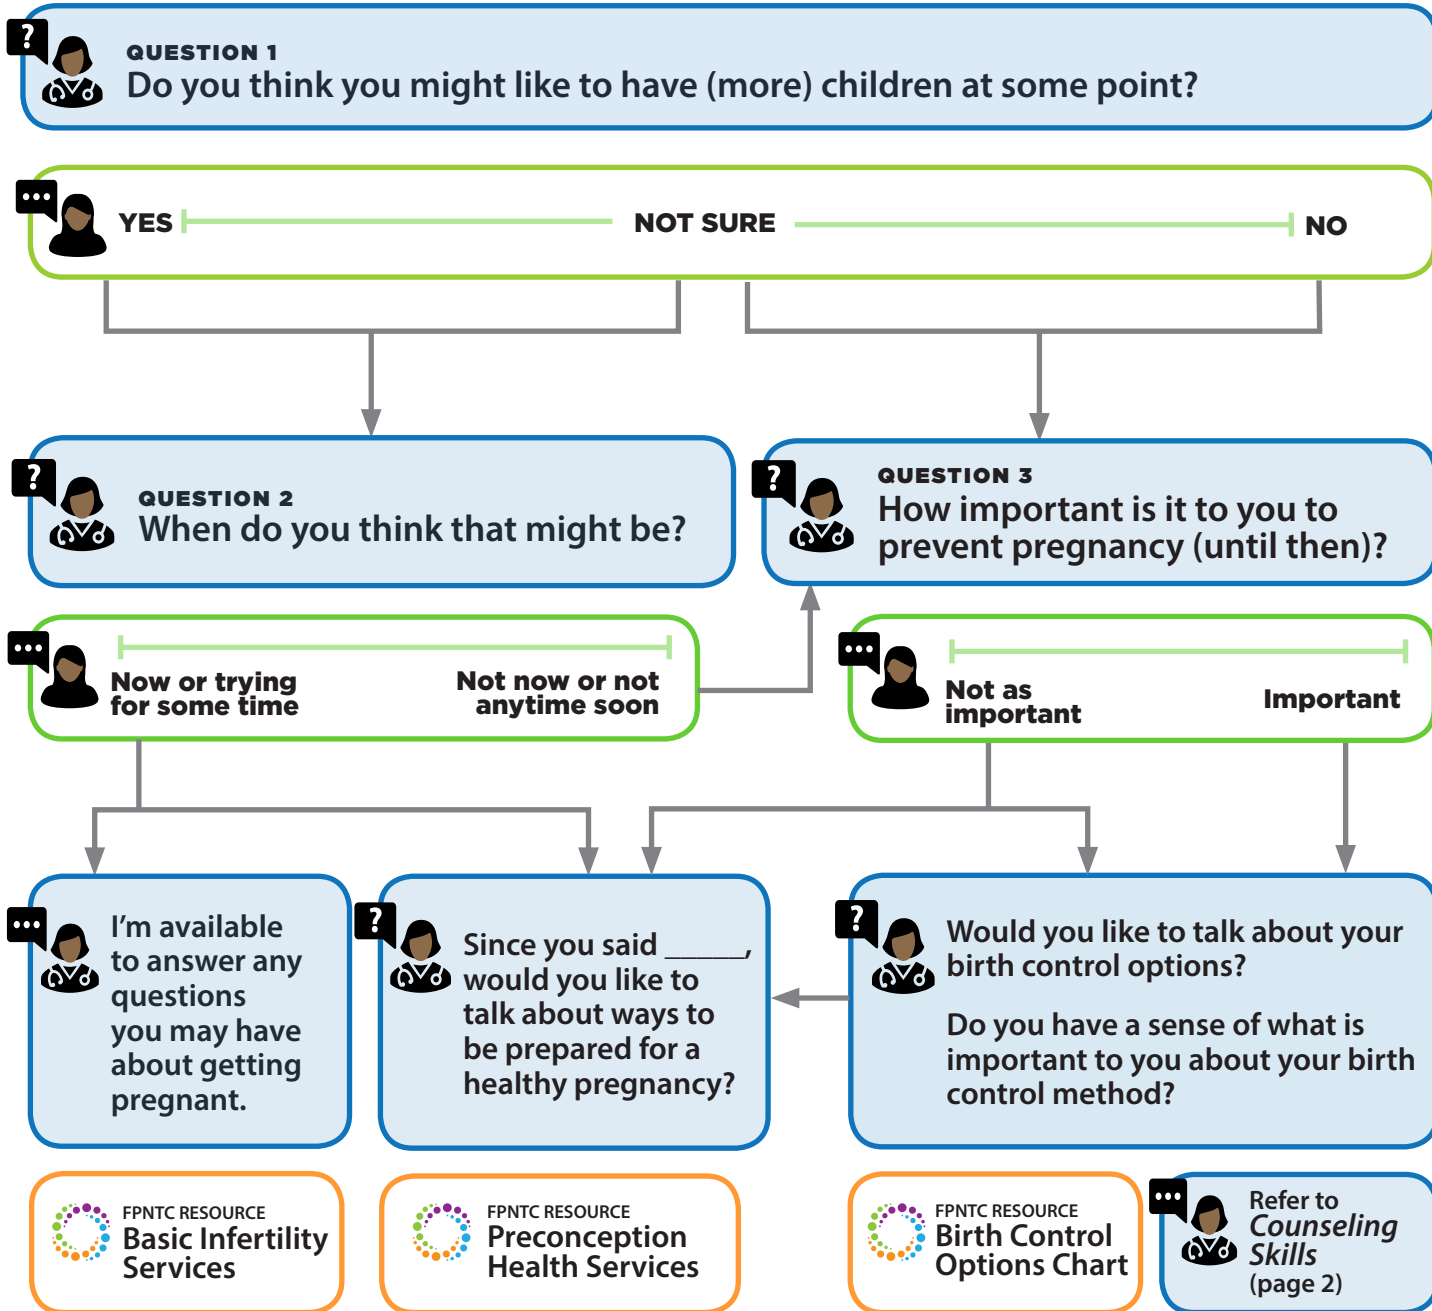 ?
QUESTION 1
Do you think you might like to have (more) children at some point?
...
YES
NOT SURE
NO
?
QUESTION 2
When do you think that might be?
?
QUESTION 3
How important is it to you to
prevent pregnancy (until then)?
...
Now or trying
for some time
Not now or not
anytime soon
...
Not as
important
Important
...
I'm available
to answer any
questions
you may have
about getting
pregnant.
?
Since you said _____,
would you like to
talk about ways to
be prepared for a
healthy pregnancy?
?
Would you like to talk about your
birth control options?
Do you have a sense of what is
important to you about your birth
control method?
FPNTC RESOURCE
Basic Infertility
Services
FPNTC RESOURCE
Preconception
Health Services
FPNTC RESOURCE
Birth Control
Options Chart
...
Refer to
Counseling
Skills
(page 2)